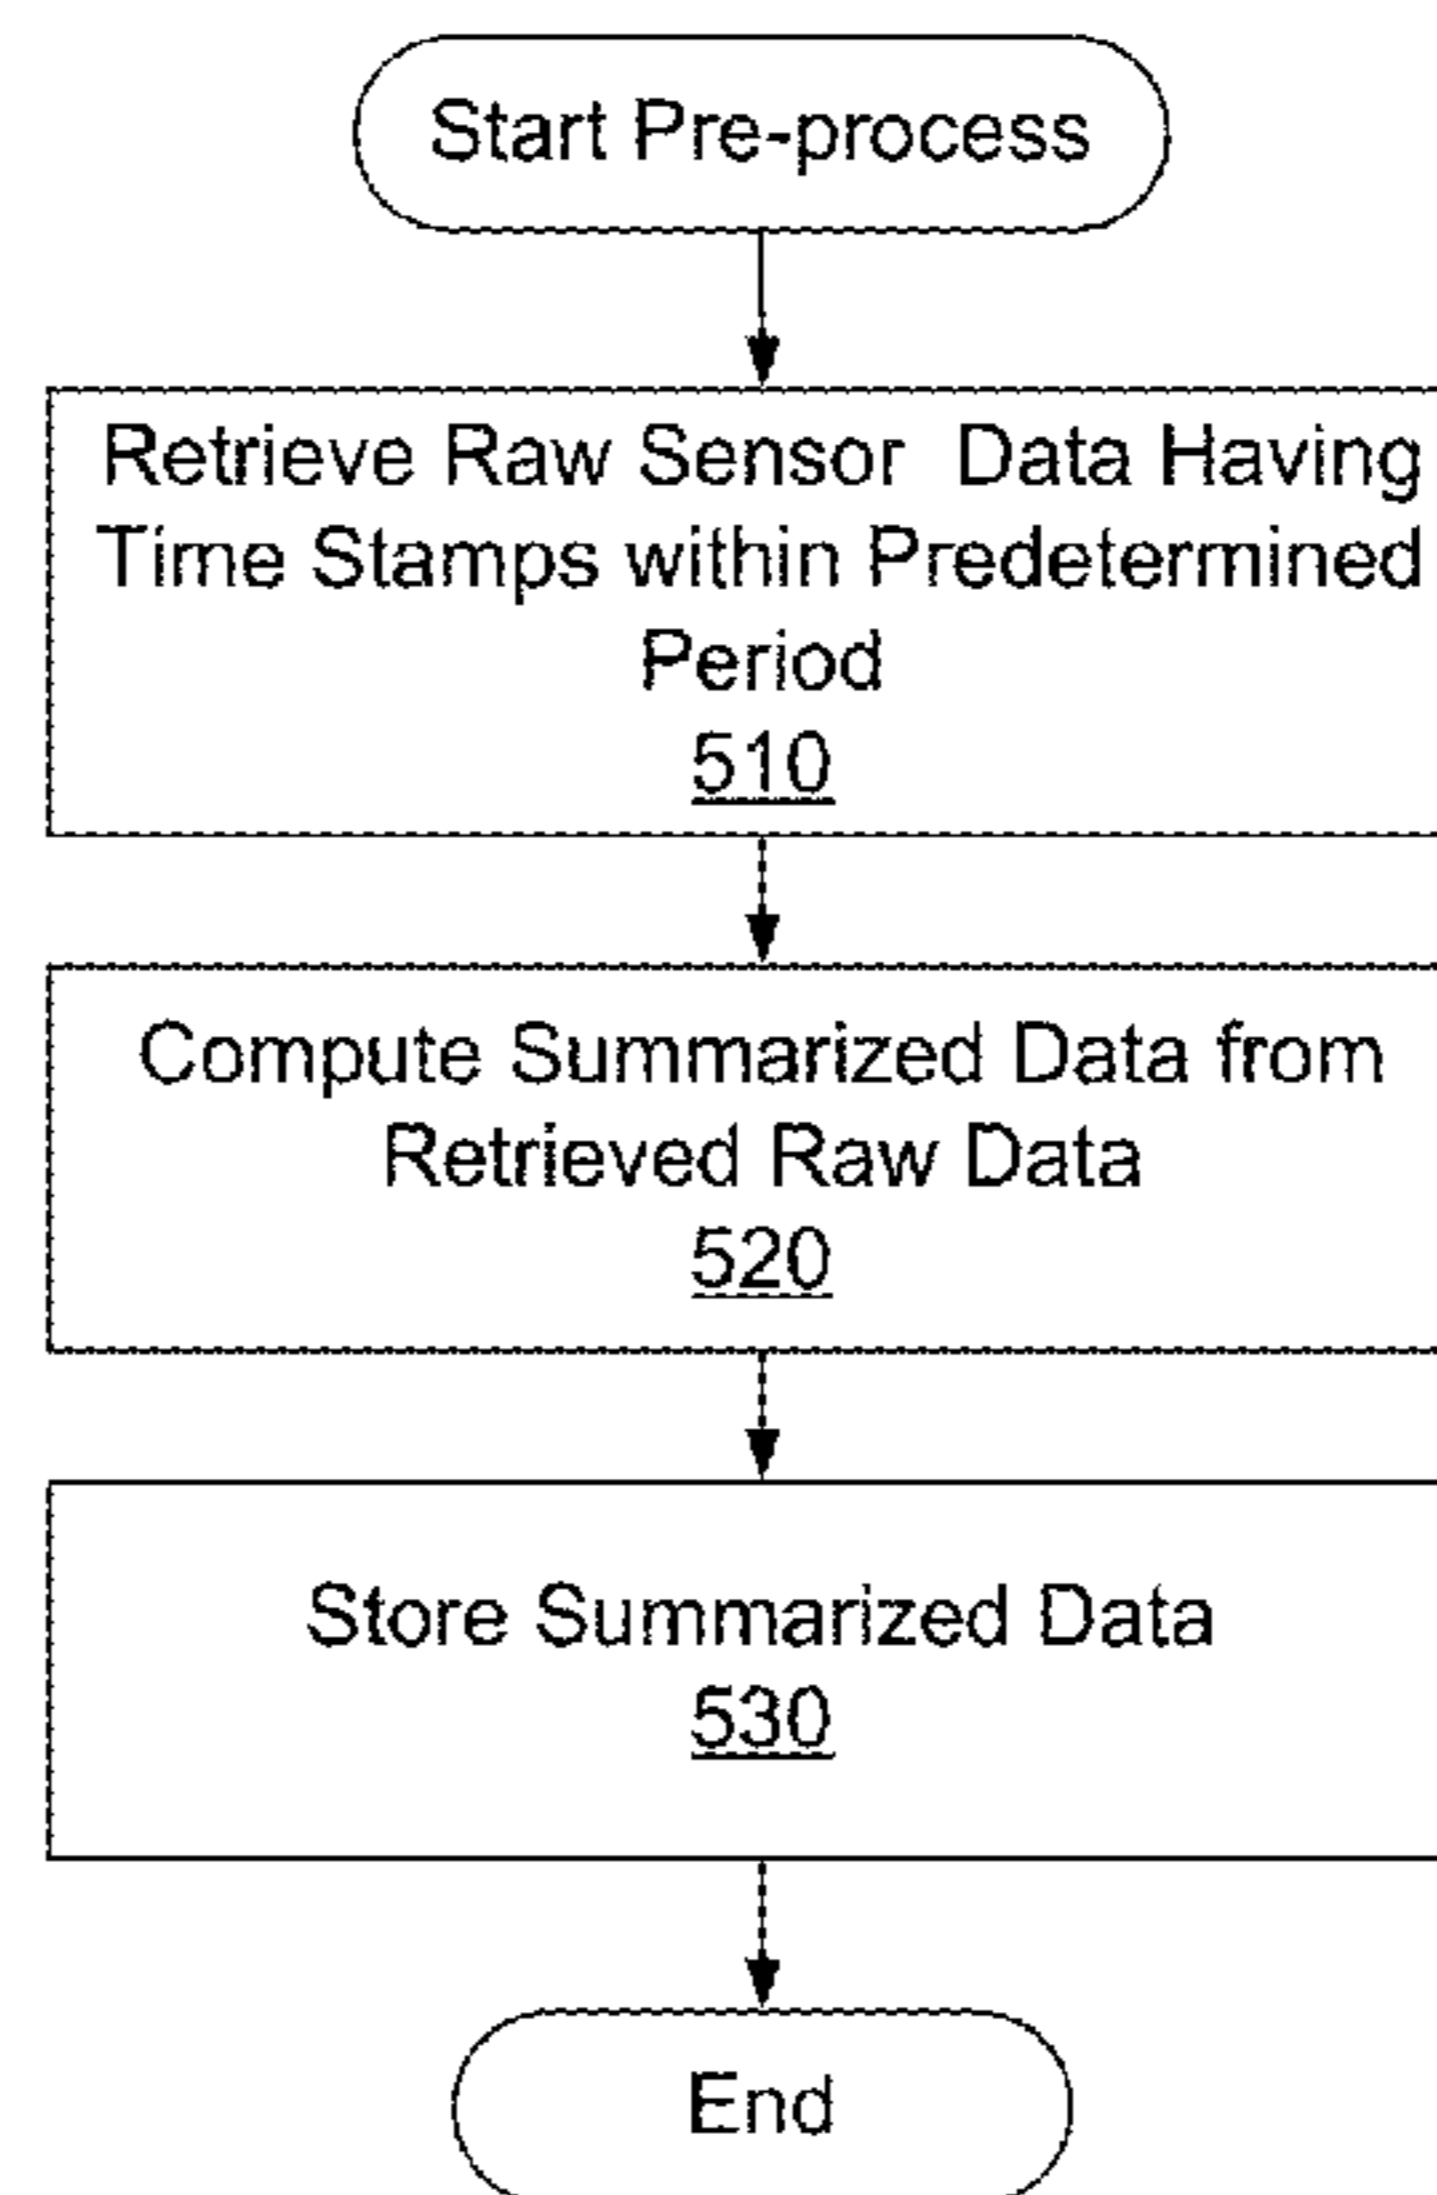 Start Pre-process
Retrieve Raw Sensor Data Having
Time Stamps within Predetermined
Period
510
Compute Summarized Data from
Retrieved Raw Data
520
Store Summarized Data
530
End